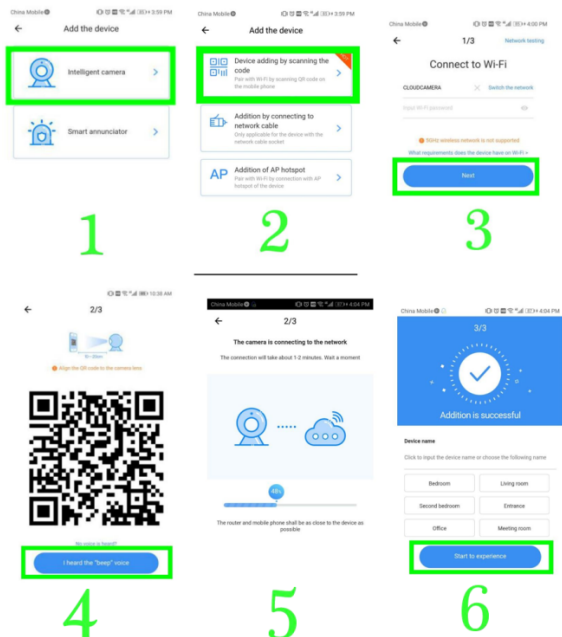 China Mobile 3:59 PM
Add the device
Intelligent camera
Smart annunciator
1
China Mobile 3:59 PM
Add the device
Device adding by scanning the
code
Pair with Wi-Fi by scanning QR code on
the mobile phone
Addition by connecting to
network cable
Only applicable for the device with the
network cable socket
AP
Addition of AP hotspot
Pair with Wi-Fi by connection with AP
hotspot of the device
2
China Mobile 4:00 PM
1/3 Network testing
Connect to Wi-Fi
CLOUDCAMERA Switch the network
Input Wi-Fi password
5GHz wireless network is not supported
What requirements does the device have on Wi-Fi >
Next
3
10:38 AM
2/3
Align the QR code to the camera lens
No voice is heard?
I heard the "beep" voice
4
China Mobile 4:04 PM
2/3
The camera is connecting to the network
The connection will take about 1-2 minutes. Wait a moment
48%
The router and mobile phone shall be as close to the device as
possible
5
China Mobile 4:04 PM
3/3
Addition is successful
Device name
Click to input the device name or choose the following name
Bedroom Living room
Second bedroom Entrance
Office Meeting room
Start to experience
6